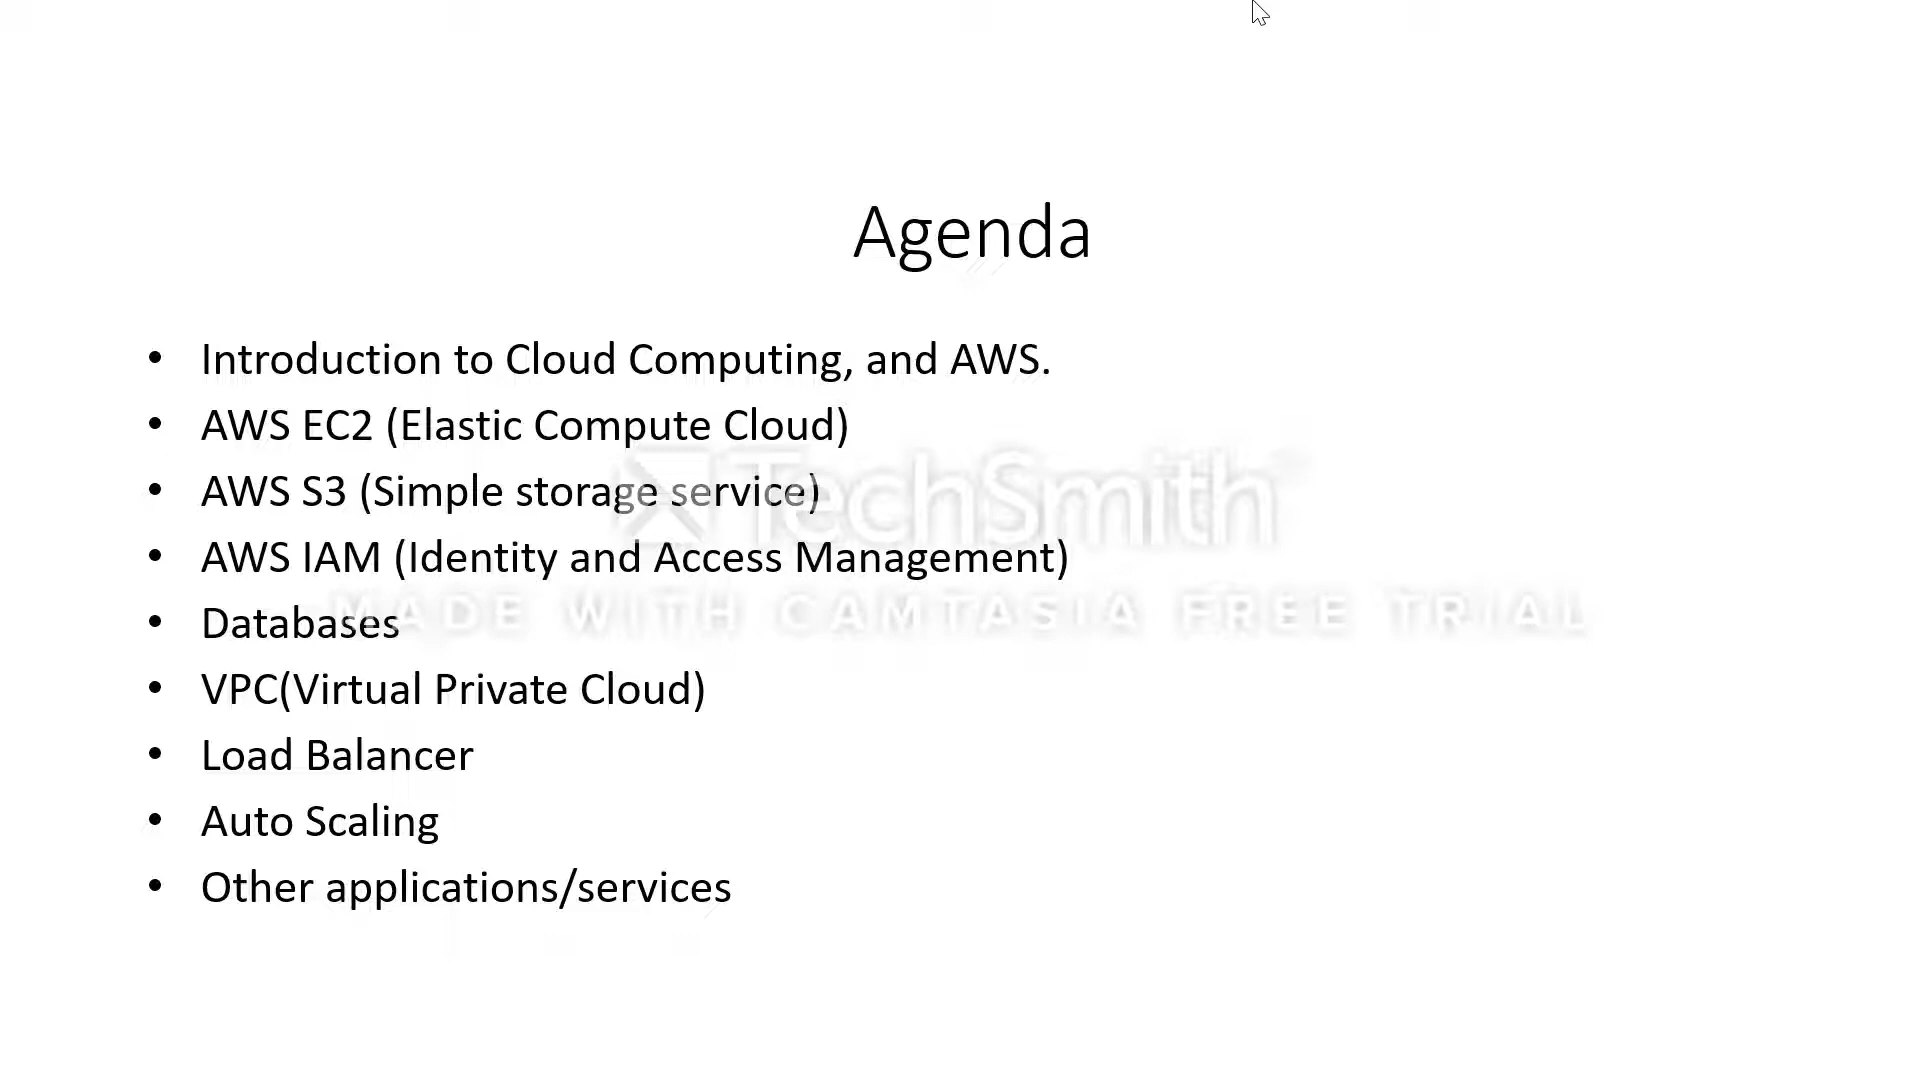 Agenda
• Introduction to Cloud Computing, and AWS.
• AWS EC2 (Elastic Compute Cloud)
• AWS S3 (Simple storage service)
TechSmith
• AWS IAM (Identity and Access Management)
MADE WITH CAMTASIA FREE TRIAL
• Databases
• VPC(Virtual Private Cloud)
• Load Balancer
• Auto Scaling
• Other applications/services